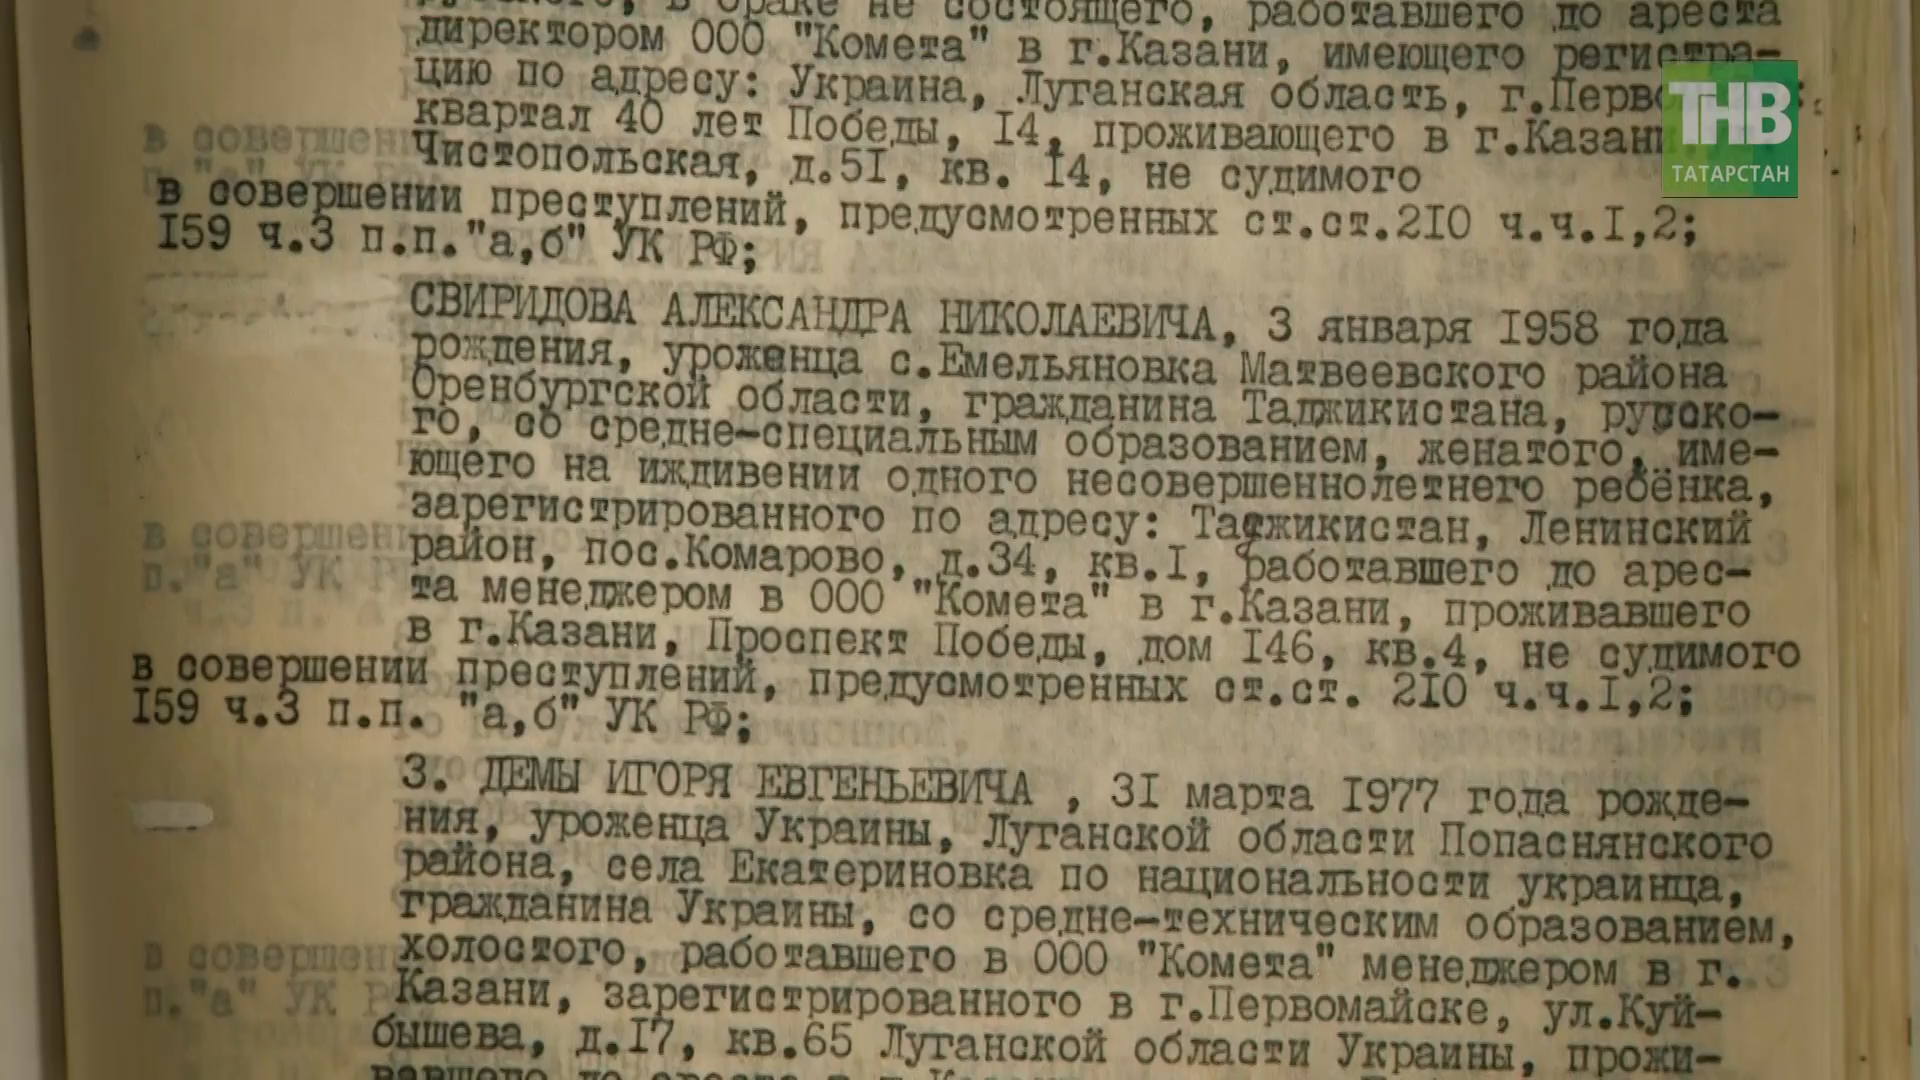 в браке не состоящего, работавшего до ареста
директором ООО "Комета" в г.Казани, имеющего регистра-
цию по адресу: Украина, Луганская область,
квартал 40 лет Победы, I4, проживающего в г.Казани
Чистопольская, д.5I, кв. I4, не судимого
в совершении преступлений, предусмотренных ст.ст.2IO ч.ч.I,2;
I59 ч.3 п.п."а,б" УК РФ;
СВИРИДОВА АЛЕКСАНДРА НИКОЛАЕВИЧА, 3 января I958 года
рождения, уроженца с.Емельяновка Матвеевского района
Оренбургской области, гражданина Таджикистана, русско-
го, со средне-специальным образованием, женатого, име-
ющего на иждивении одного несовершеннолетнего ребёнка,
зарегистрированного по адресу: Таджикистан, Ленинский
район, пос.Комарово, д.34, кв.I, работавшего до арес-
та менеджером в ООО "Комета" в г.Казани, проживавшего
в г.Казани, Проспект Победы, дом I46, кв.4, не судимого
в совершении преступлений, предусмотренных ст.ст. 2IO ч.ч.I,2;
I59 ч.3 п.п. "а,б" УК РФ;
3. ДЕМЫ ИГОРЯ ЕВГЕНЬЕВИЧА , 3I марта I977 года рожде-
ния, уроженца Украины, Луганской области Попаснянского
района, села Екатериновка по национальности украинца,
гражданина Украины, со средне-техническим образованием,
холостого, работавшего в ООО "Комета" менеджером в г.
Казани, зарегистрированного в г.Первомайске, ул.Куй-
бышева, д.I7, кв.65 Луганской области Украины, прожи-
ТНВ
ТАТАРСТАН